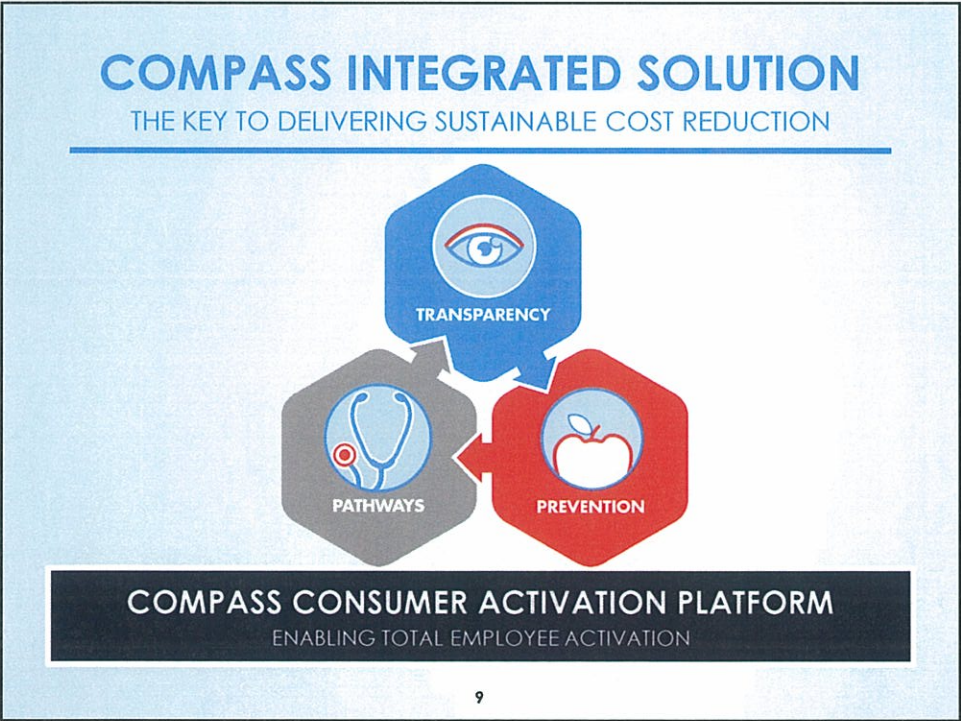 COMPASS INTEGRATED SOLUTION
THE KEY TO DELIVERING SUSTAINABLE COST REDUCTION
TRANSPARENCY
PATHWAYS
PREVENTION
COMPASS CONSUMER ACTIVATION PLATFORM
ENABLING TOTAL EMPLOYEE ACTIVATION
9